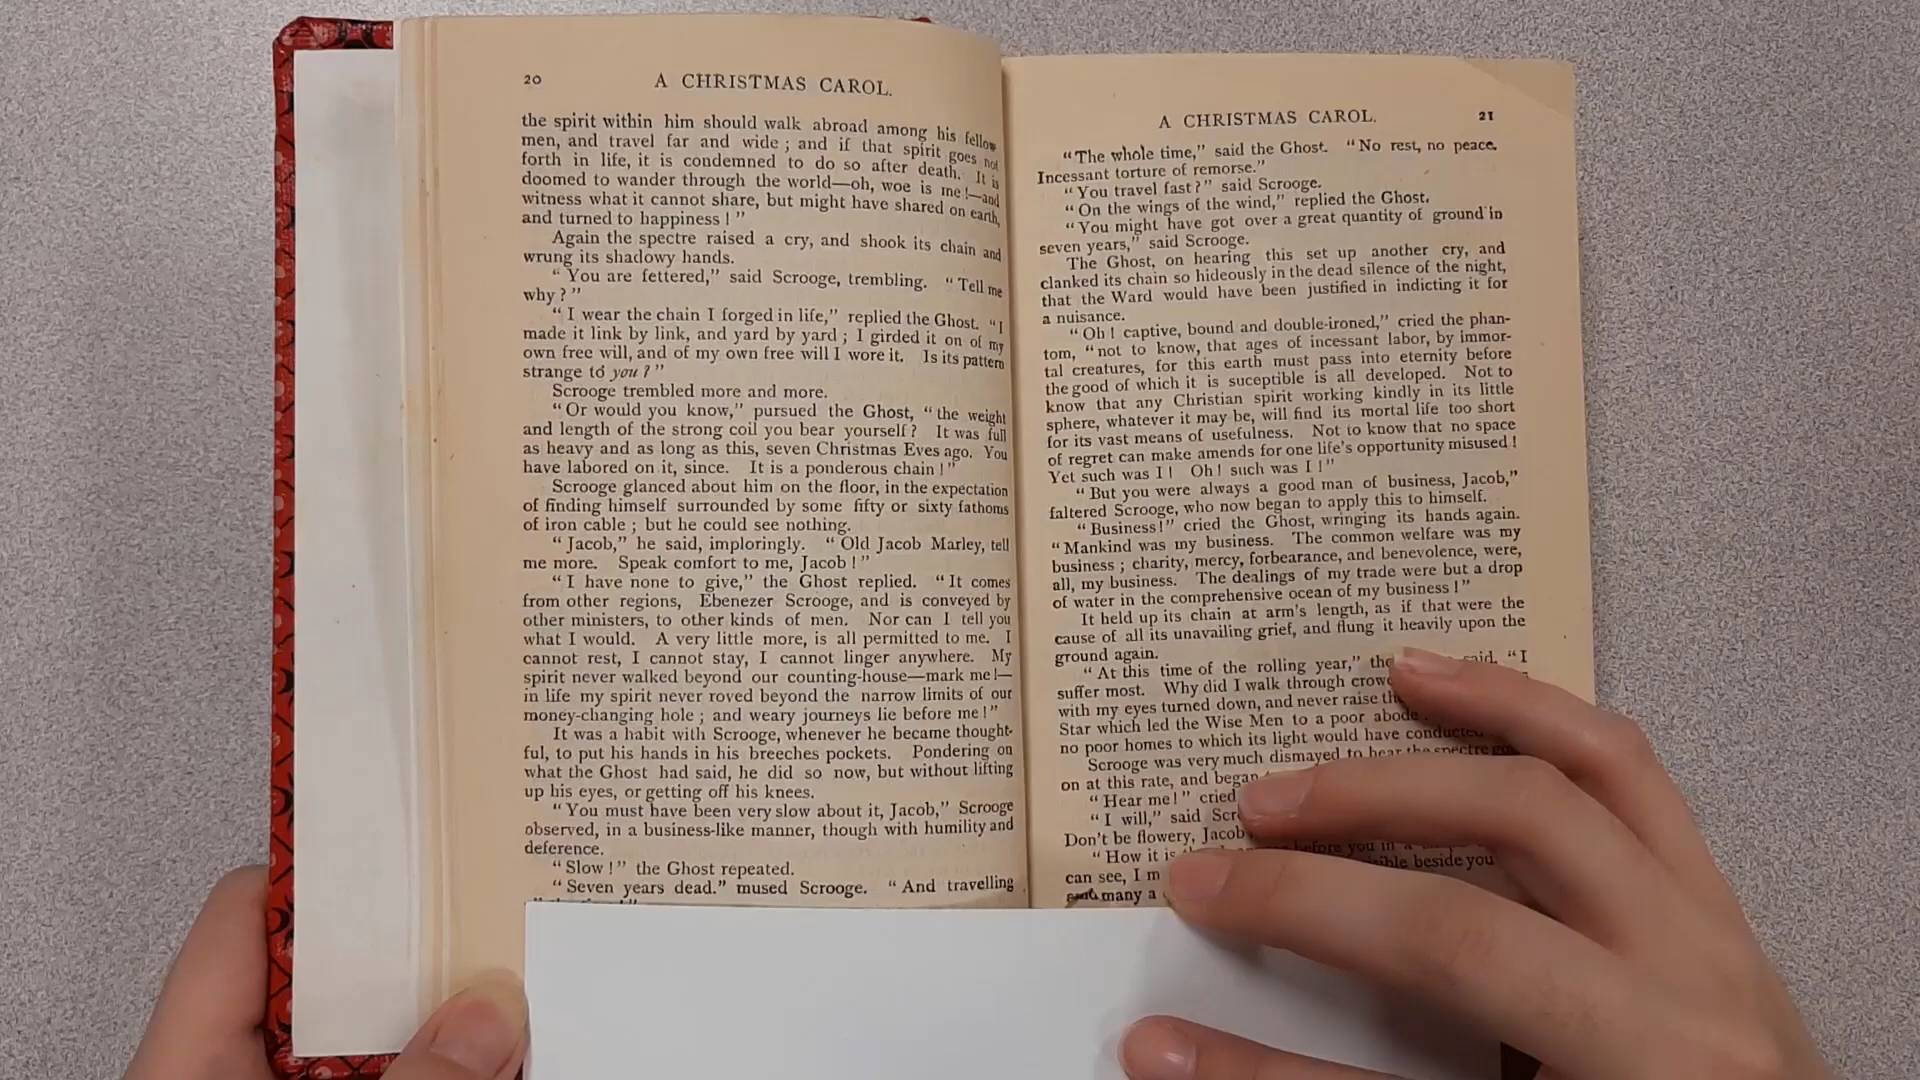 20
A CHRISTMAS CAROL.
the spirit within him should walk abroad among his fellow
men, and travel far and wide ; and if that spirit goes not
forth in life, it is condemned to do so after death. It is
doomed to wander through the world—oh, woe is me !—and
witness what it cannot share, but might have shared on earth,
and turned to happiness ! ”
Again the spectre raised a cry, and shook its chain and
wrung its shadowy hands.
“ You are fettered,” said Scrooge, trembling. “ Tell me
why ? ”
“ I wear the chain I forged in life,” replied the Ghost. “ I
made it link by link, and yard by yard ; I girded it on of my
own free will, and of my own free will I wore it. Is its pattern
strange to you ? ”
Scrooge trembled more and more.
“ Or would you know,” pursued the Ghost, “ the weight
and length of the strong coil you bear yourself ? It was full
as heavy and as long as this, seven Christmas Eves ago. You
have labored on it, since. It is a ponderous chain ! ”
Scrooge glanced about him on the floor, in the expectation
of finding himself surrounded by some fifty or sixty fathoms
of iron cable ; but he could see nothing.
“ Jacob,” he said, imploringly. “ Old Jacob Marley, tell
me more. Speak comfort to me, Jacob ! ”
“ I have none to give,” the Ghost replied. “ It comes
from other regions, Ebenezer Scrooge, and is conveyed by
other ministers, to other kinds of men. Nor can I tell you
what I would. A very little more, is all permitted to me. I
cannot rest, I cannot stay, I cannot linger anywhere. My
spirit never walked beyond our counting-house—mark me !—
in life my spirit never roved beyond the narrow limits of our
money-changing hole ; and weary journeys lie before me ! ”
It was a habit with Scrooge, whenever he became thought-
ful, to put his hands in his breeches pockets. Pondering on
what the Ghost had said, he did so now, but without lifting
up his eyes, or getting off his knees.
“ You must have been very slow about it, Jacob,” Scrooge
observed, in a business-like manner, though with humility and
deference.
“ Slow ! ” the Ghost repeated.
“ Seven years dead.” mused Scrooge. “ And travelling
A CHRISTMAS CAROL.
21
“ The whole time,” said the Ghost. “ No rest, no peace.
Incessant torture of remorse.”
“ You travel fast ? ” said Scrooge.
“ On the wings of the wind,” replied the Ghost.
“ You might have got over a great quantity of ground in
seven years,” said Scrooge.
The Ghost, on hearing this set up another cry, and
clanked its chain so hideously in the dead silence of the night,
that the Ward would have been justified in indicting it for
a nuisance.
“ Oh ! captive, bound and double-ironed,” cried the phan-
tom, “ not to know, that ages of incessant labor, by immor-
tal creatures, for this earth must pass into eternity before
the good of which it is suceptible is all developed. Not to
know that any Christian spirit working kindly in its little
sphere, whatever it may be, will find its mortal life too short
for its vast means of usefulness. Not to know that no space
of regret can make amends for one life’s opportunity misused !
Yet such was I ! Oh ! such was I ! ”
“ But you were always a good man of business, Jacob,”
faltered Scrooge, who now began to apply this to himself.
“ Business ! ” cried the Ghost, wringing its hands again.
“ Mankind was my business. The common welfare was my
business ; charity, mercy, forbearance, and benevolence, were,
all, my business. The dealings of my trade were but a drop
of water in the comprehensive ocean of my business ! ”
It held up its chain at arm’s length, as if that were the
cause of all its unavailing grief, and flung it heavily upon the
ground again.
“ At this time of the rolling year,” the said, “ I
suffer most. Why did I walk through
with my eyes turned down, and never raise
Star which led the Wise Men to a poor abode
no poor homes to which its light would have conducted
Scrooge was very much dismayed to hear the spectre
on at this rate, and began
“ Hear me ! ” cried
“ I will,” said
Don’t be flowery, Jacob
“ How it is before you in a
can see, I beside you
many a